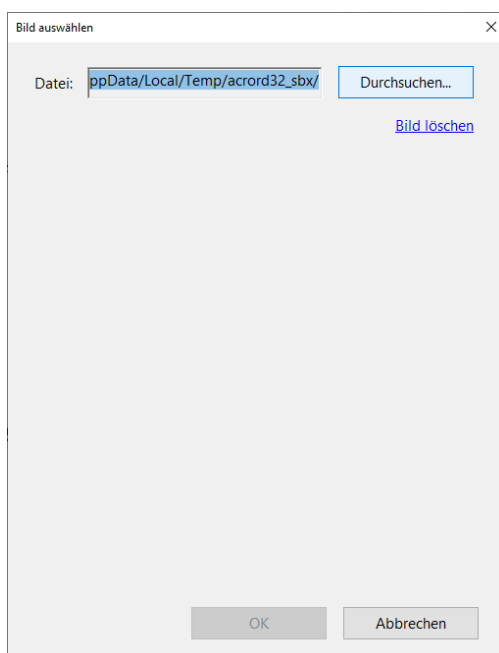 Bild auswählen
Datei: ppData/Local/Temp/acrord32_sbx/ Durchsuchen...
Bild löschen
OK Abbrechen